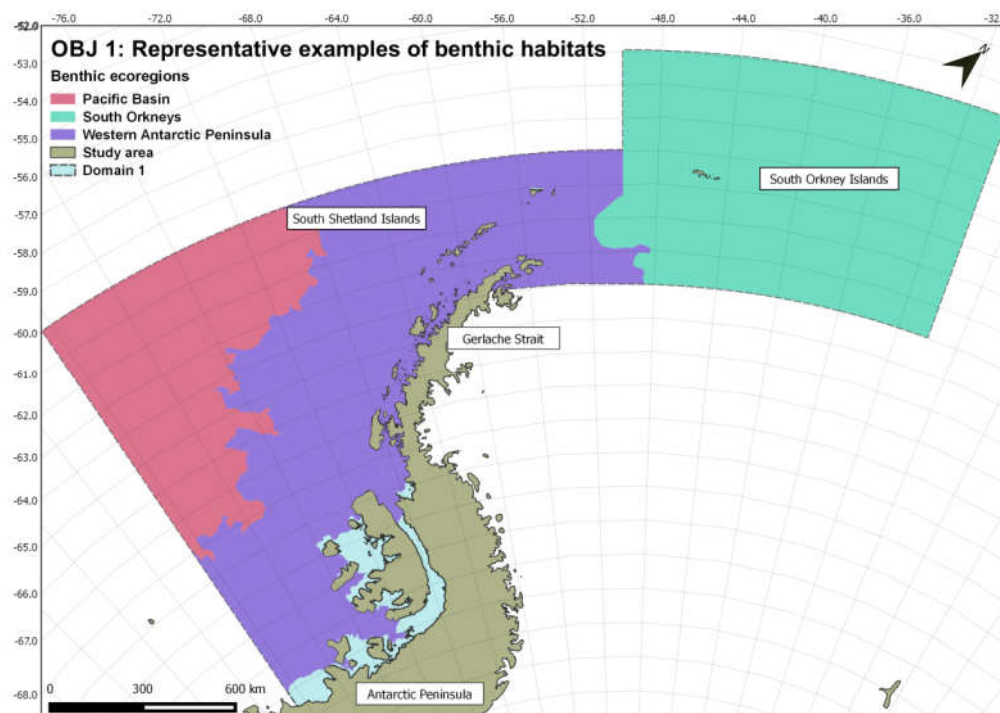 -76.0 -72.0 -68.0 -64.0 -60.0 -56.0 -52.0 -48.0 -44.0 -40.0 -36.0 -32.
-52.0
OBJ 1: Representative examples of benthic habitats
N
Benthic ecoregions
Pacific Basin
South Orkneys
Western Antarctic Peninsula
Study area
Domain 1
-53.0
-54.0
-55.0
-56.0
-57.0
-58.0
-59.0
-60.0
-61.0
-62.0
-63.0
-64.0
-65.0
-66.0
-67.0
-68.0
South Orkney Islands
South Shetland Islands
Gerlache Strait
Antarctic Peninsula
0 300 600 km